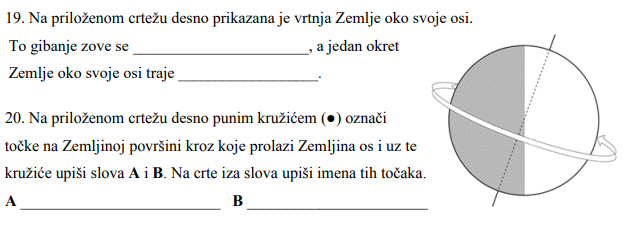 19. Na priloženom crtežu desno prikazana je vrtnja Zemlje oko svoje osi.
To gibanje zove se ______________________, a jedan okret
Zemlje oko svoje osi traje __________________.
20. Na priloženom crtežu desno punim kružićem (●) označi
točke na Zemljinoj površini kroz koje prolazi Zemljina os i uz te
kružiće upiši slova A i B. Na crte iza slova upiši imena tih točaka.
A _________________________ B _______________________